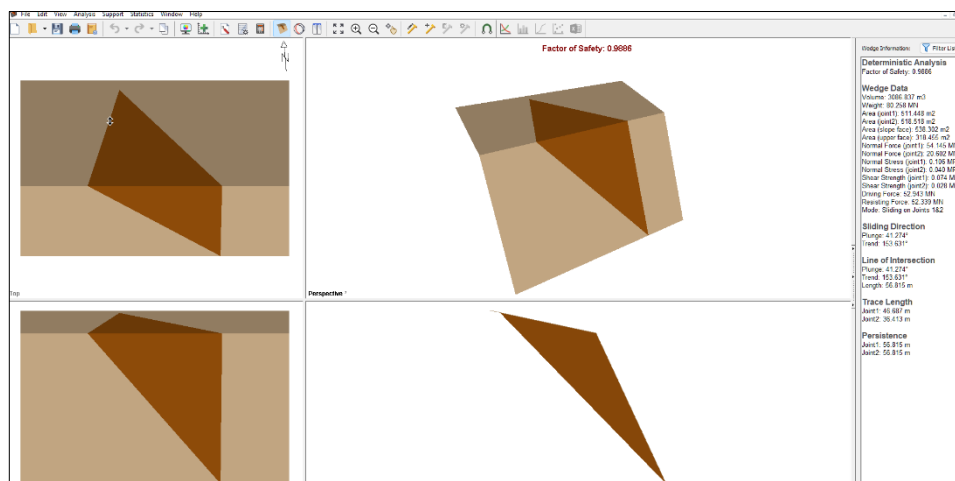 File Edit View Analysis Support Statistics Window Help
N
Factor of Safety: 0.9886
Wedge Information: Filter List
Deterministic Analysis
Factor of Safety: 0.9886
Wedge Data
Volume: 3086.837 m3
Weight: 80.258 MN
Area (joint1): 511.448 m2
Area (joint2): 518.518 m2
Area (slope face): 538.302 m2
Area (upper face): 318.455 m2
Normal Force (joint1): 54.145 MN
Normal Force (joint2): 20.602 MN
Normal Stress (joint1): 0.106 MP
Normal Stress (joint2): 0.040 MP
Shear Strength (joint1): 0.074 M
Shear Strength (joint2): 0.028 M
Driving Force: 52.943 MN
Resisting Force: 52.339 MN
Mode: Sliding on Joints 1&2
Sliding Direction
Plunge: 41.274°
Trend: 153.631°
Line of Intersection
Plunge: 41.274°
Trend: 153.631°
Length: 56.815 m
Trace Length
Joint1: 46.687 m
Joint2: 36.413 m
Persistence
Joint1: 56.815 m
Joint2: 56.815 m
Top
Perspective